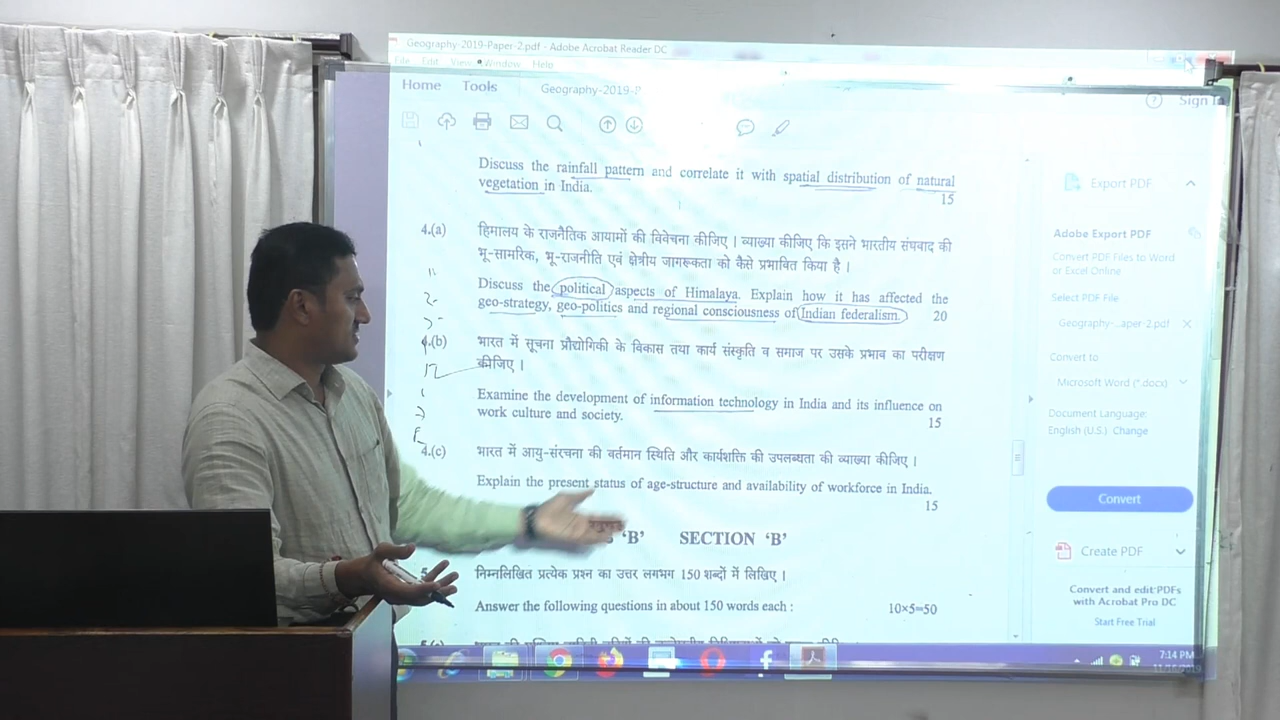 Geography-2019-Paper-2.pdf - Adobe Acrobat Reader DC
File Edit View Window Help
Home Tools Geography-2019-P
Sign In
Discuss the rainfall pattern and correlate it with spatial distribution of natural
vegetation in India. 15
4.(a) हिमालय के राजनैतिक आयामों की विवेचना कीजिए । व्याख्या कीजिए कि इसने भारतीय संघवाद की
भू-सामरिक, भू-राजनीति एवं क्षेत्रीय जागरूकता को कैसे प्रभावित किया है ।
Discuss the political aspects of Himalaya. Explain how it has affected the
geo-strategy, geo-politics and regional consciousness of Indian federalism. 20
4.(b) भारत में सूचना प्रौद्योगिकी के विकास तथा कार्य संस्कृति व समाज पर उसके प्रभाव का परीक्षण
कीजिए ।
Examine the development of information technology in India and its influence on
work culture and society. 15
4.(c) भारत में आयु-संरचना की वर्तमान स्थिति और कार्यशक्ति की उपलब्धता की व्याख्या कीजिए ।
Explain the present status of age-structure and availability of workforce in India.
15
‘B’ SECTION ‘B’
निम्नलिखित प्रत्येक प्रश्न का उत्तर लगभग 150 शब्दों में लिखिए ।
Answer the following questions in about 150 words each : 10×5=50
Export PDF
Adobe Export PDF
Convert PDF Files to Word
or Excel Online
Select PDF File
Geography-...aper-2.pdf
Convert to
Microsoft Word (*.docx)
Document Language:
English (U.S.) Change
Convert
Create PDF
Convert and edit PDFs
with Acrobat Pro DC
Start Free Trial
7:14 PM